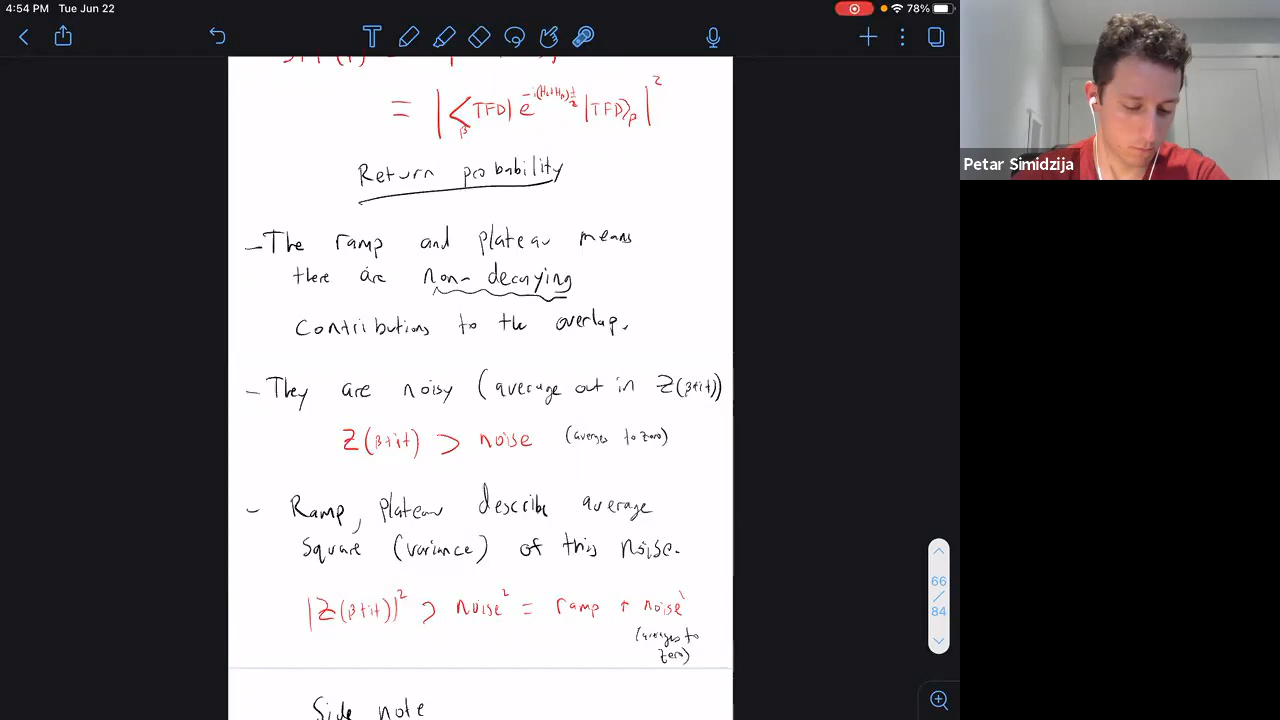 4:54 PM Tue Jun 22
78%
= | <TFD| e^{-i(H_L+H_R)t/2} |TFD>_β |²
β
Return probability
- The ramp and plateau means
there are non-decaying
contributions to the overlap.
- They are noisy (average out in Z(β+it))
Z(β+it) ⊃ noise (averges to zero)
- Ramp, plateau describe average
square (variance) of this noise.
|Z(β+it)|² ⊃ noise² = ramp + noise'
(averages to
zero)
Side note
66
/
84
Petar Simidzija